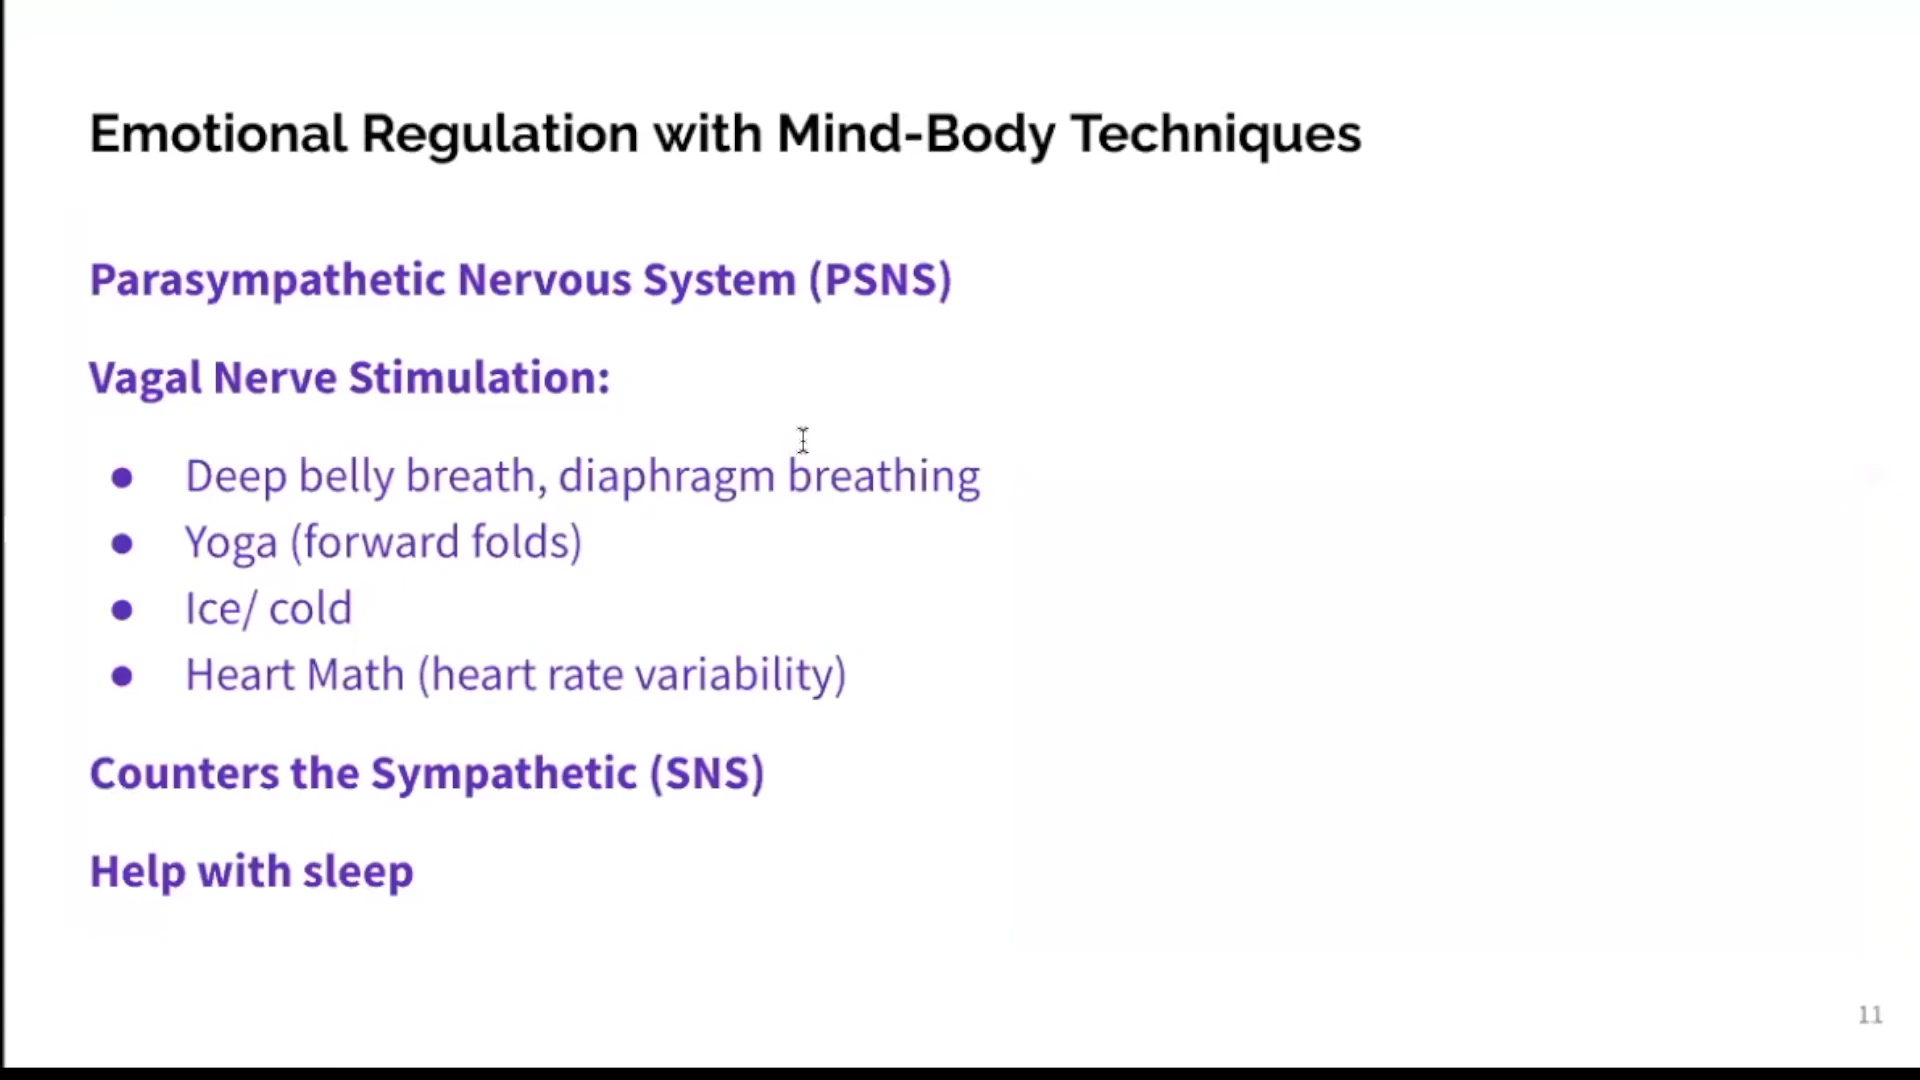 Emotional Regulation with Mind-Body Techniques
Parasympathetic Nervous System (PSNS)
Vagal Nerve Stimulation:
● Deep belly breath, diaphragm breathing
● Yoga (forward folds)
● Ice/ cold
● Heart Math (heart rate variability)
Counters the Sympathetic (SNS)
Help with sleep
11